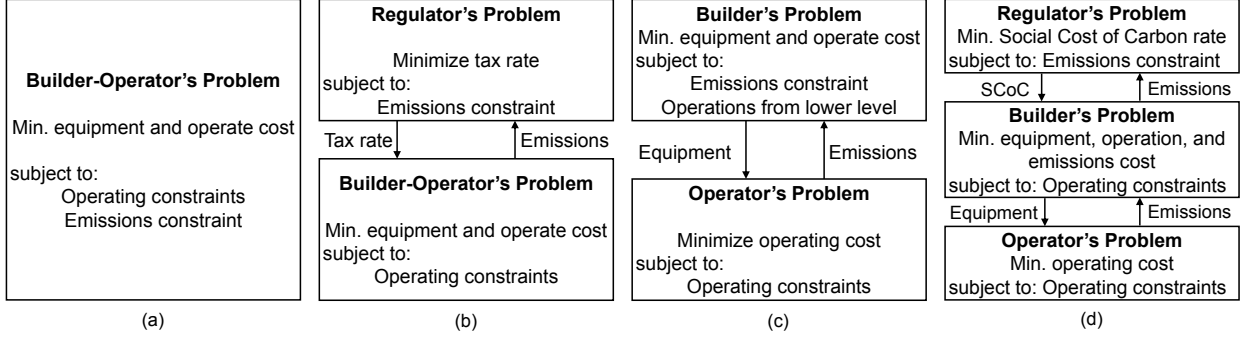 Builder-Operator's Problem
Min. equipment and operate cost
subject to:
Operating constraints
Emissions constraint
(a)
Regulator's Problem
Minimize tax rate
subject to:
Emissions constraint
Tax rate
Emissions
Builder-Operator's Problem
Min. equipment and operate cost
subject to:
Operating constraints
(b)
Builder's Problem
Min. equipment and operate cost
subject to:
Emissions constraint
Operations from lower level
Equipment
Emissions
Operator's Problem
Minimize operating cost
subject to:
Operating constraints
(c)
Regulator's Problem
Min. Social Cost of Carbon rate
subject to: Emissions constraint
SCoC
Emissions
Builder's Problem
Min. equipment, operation, and
emissions cost
subject to: Operating constraints
Equipment
Emissions
Operator's Problem
Min. operating cost
subject to: Operating constraints
(d)